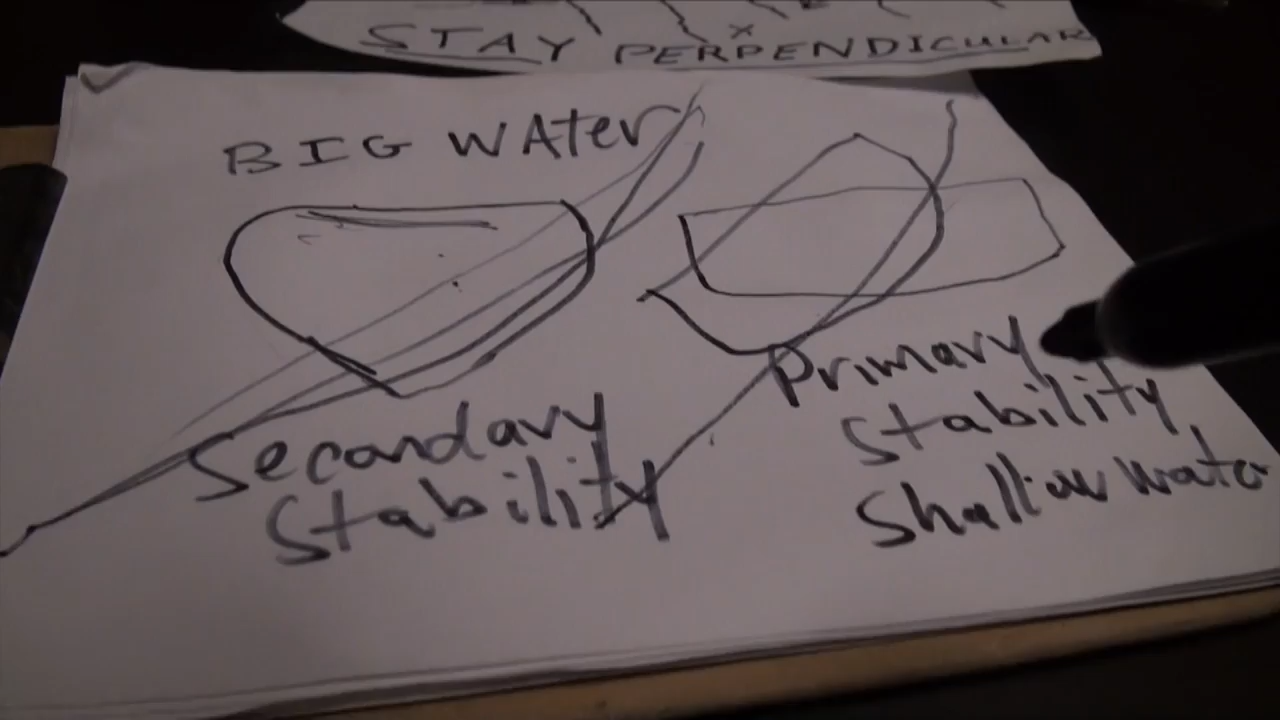 STAY PERPENDICULAR
BIG WAter
Secondary
Stability
Primary
Stability
Shallow Water